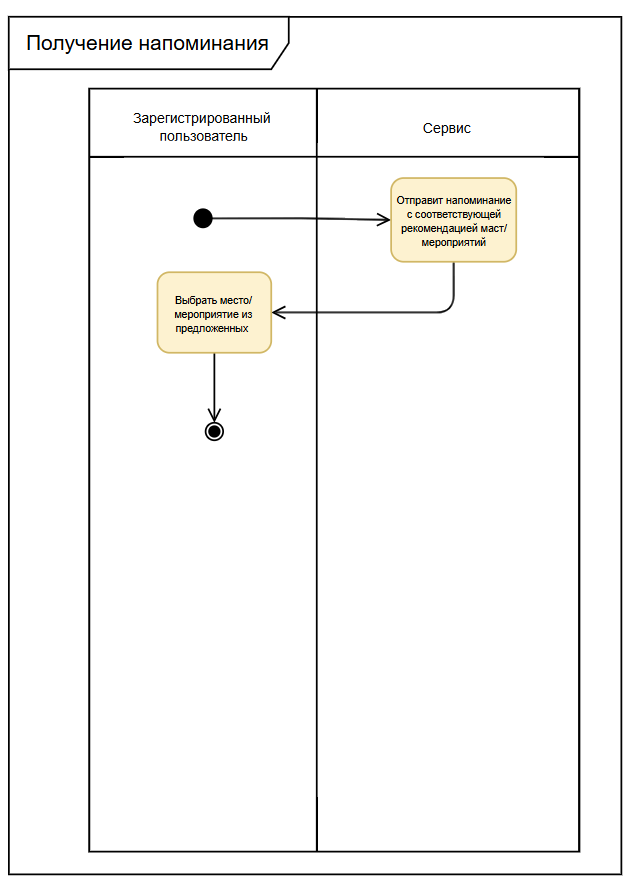 Получение напоминания
Зарегистрированный
пользователь
Сервис
Отправит напоминание
с соответствующей
рекомендацией маст/
мероприятий
Выбрать место/
мероприятие из
предложенных